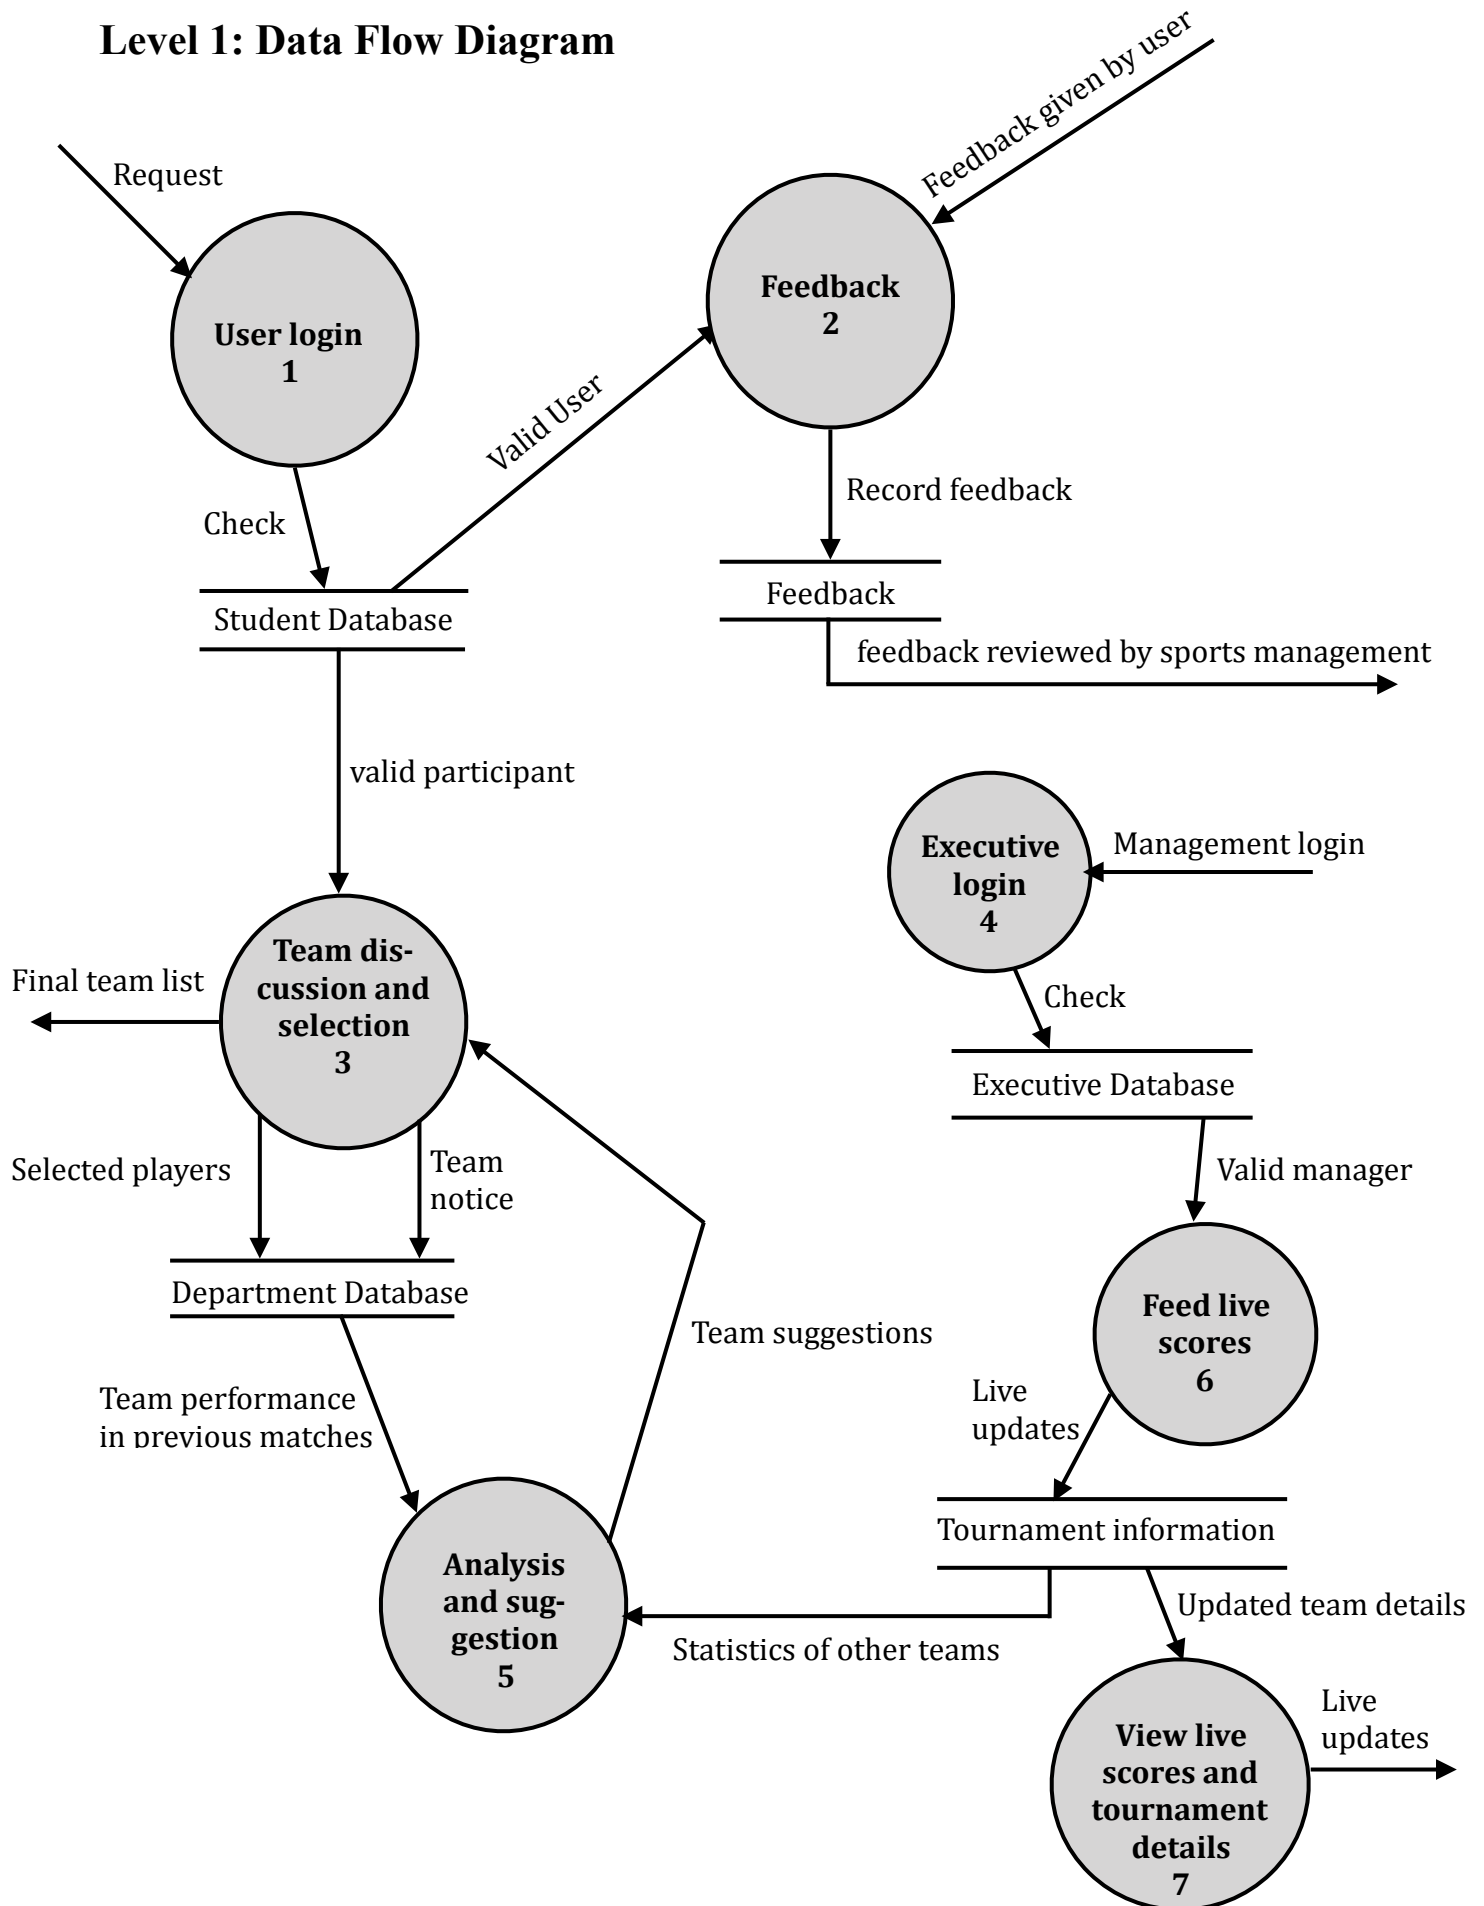 Level 1: Data Flow Diagram
Feedback given by user
Request
Feedback
2
User login
1
Valid User
Record feedback
Check
Feedback
Student Database
feedback reviewed by sports management
valid participant
Executive
login
4
Management login
Team dis-
cussion and
selection
3
Final team list
Check
Executive Database
Selected players
Team
notice
Valid manager
Department Database
Feed live
scores
6
Team suggestions
Team performance
in previous matches
Live
updates
Tournament information
Analysis
and sug-
gestion
5
Updated team details
Statistics of other teams
View live
scores and
tournament
details
7
Live
updates